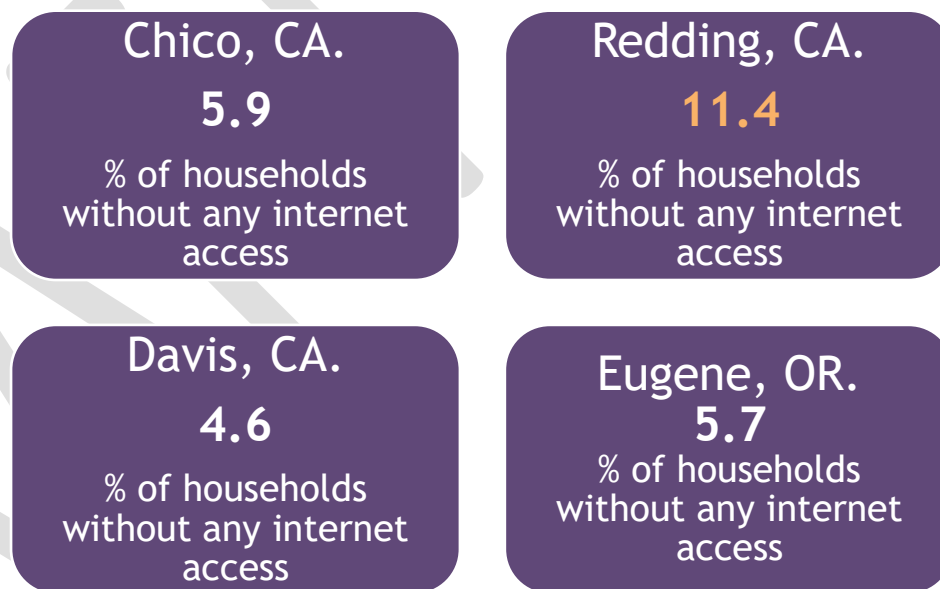 Chico, CA.
5.9
% of households
without any internet
access
Redding, CA.
11.4
% of households
without any internet
access
Davis, CA.
4.6
% of households
without any internet
access
Eugene, OR.
5.7
% of households
without any internet
access